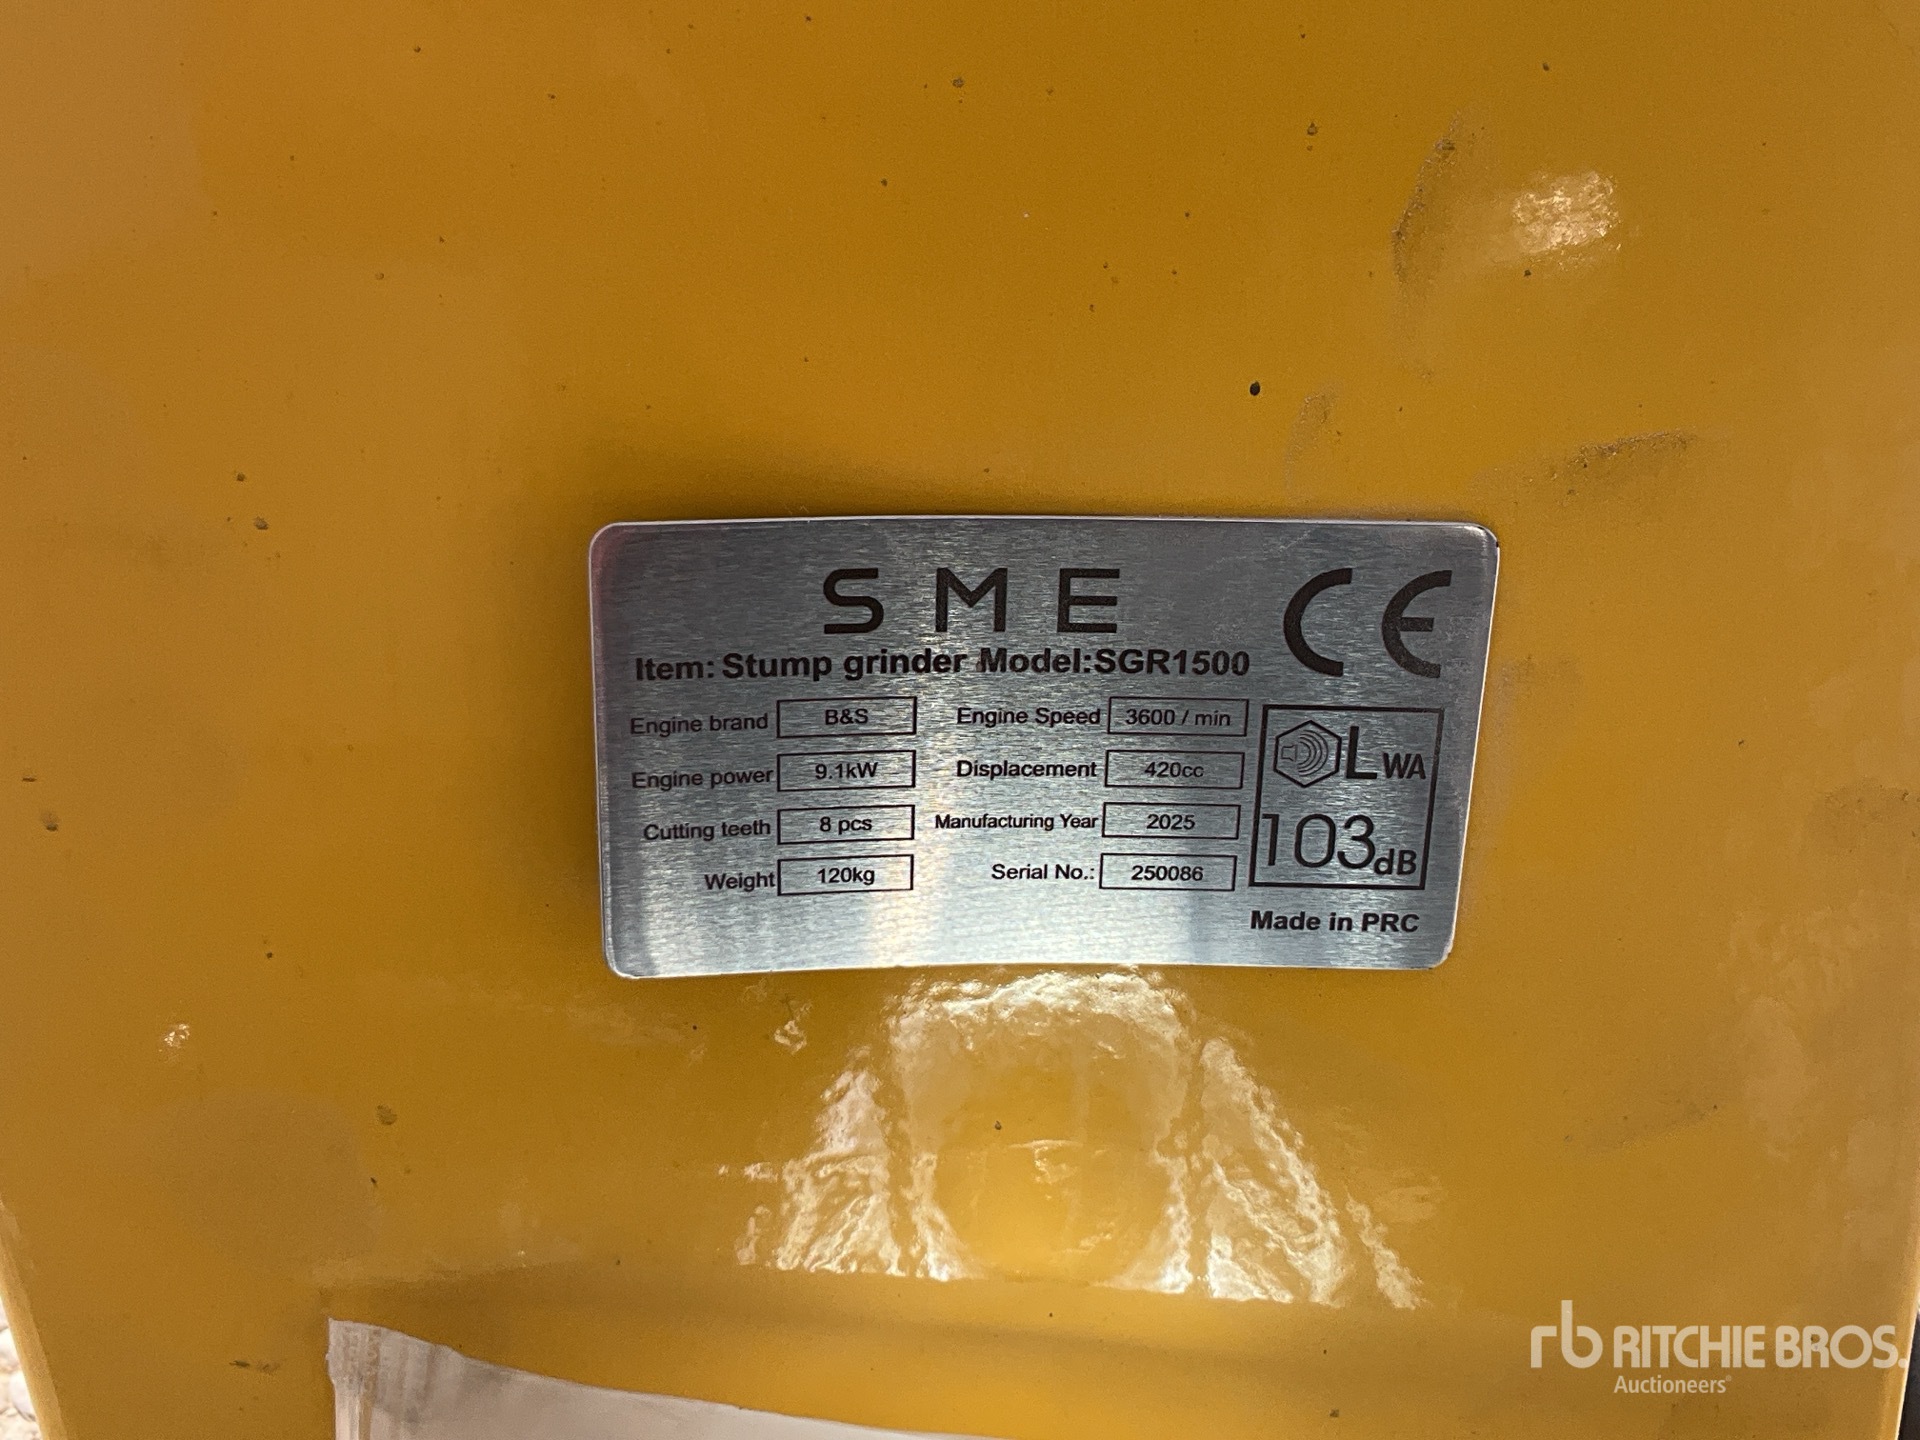 SME CE
Item: Stump grinder Model:SGR1500
Engine brand B&S Engine Speed 3600 / min
Engine power 9.1kW Displacement 420cc
Cutting teeth 8 pcs Manufacturing Year 2025
Weight 120kg Serial No.: 250086
LWA
103dB
Made in PRC
rb RITCHIE BROS.
Auctioneers